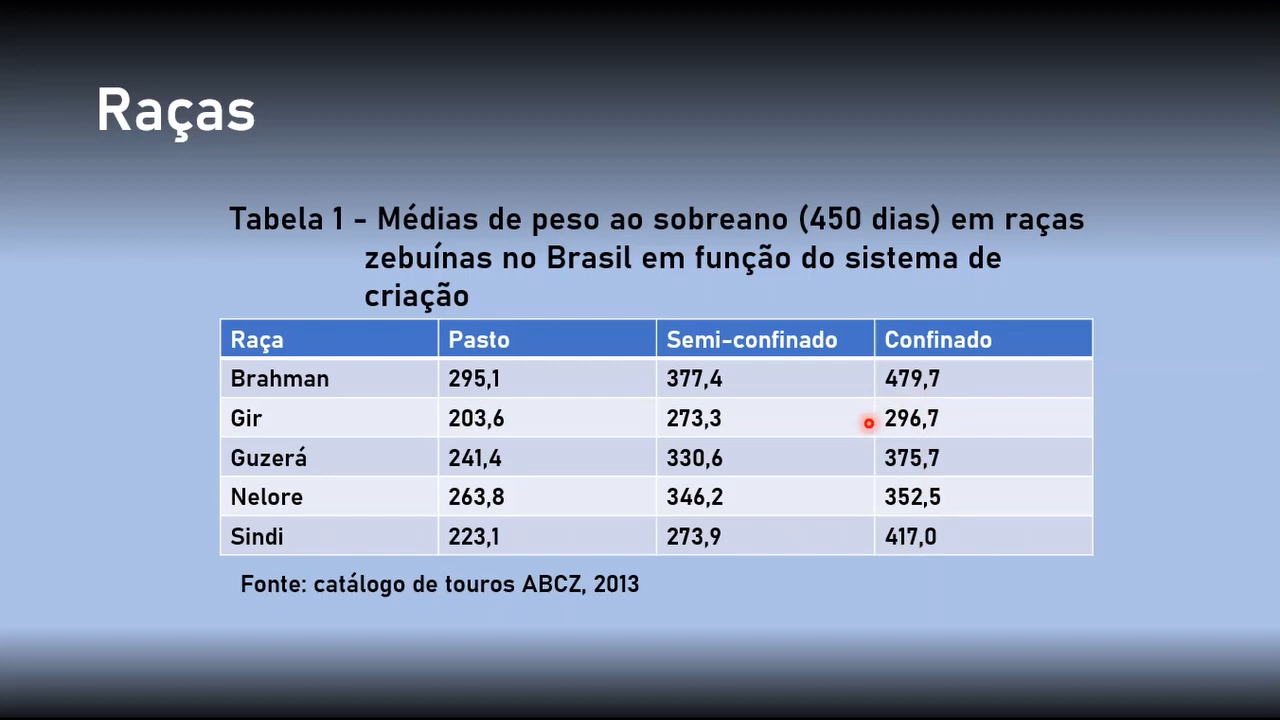 Raças
Tabela 1 - Médias de peso ao sobreano (450 dias) em raças
zebuínas no Brasil em função do sistema de
criação
Raça Pasto Semi-confinado Confinado
Brahman 295,1 377,4 479,7
Gir 203,6 273,3 296,7
Guzerá 241,4 330,6 375,7
Nelore 263,8 346,2 352,5
Sindi 223,1 273,9 417,0
Fonte: catálogo de touros ABCZ, 2013